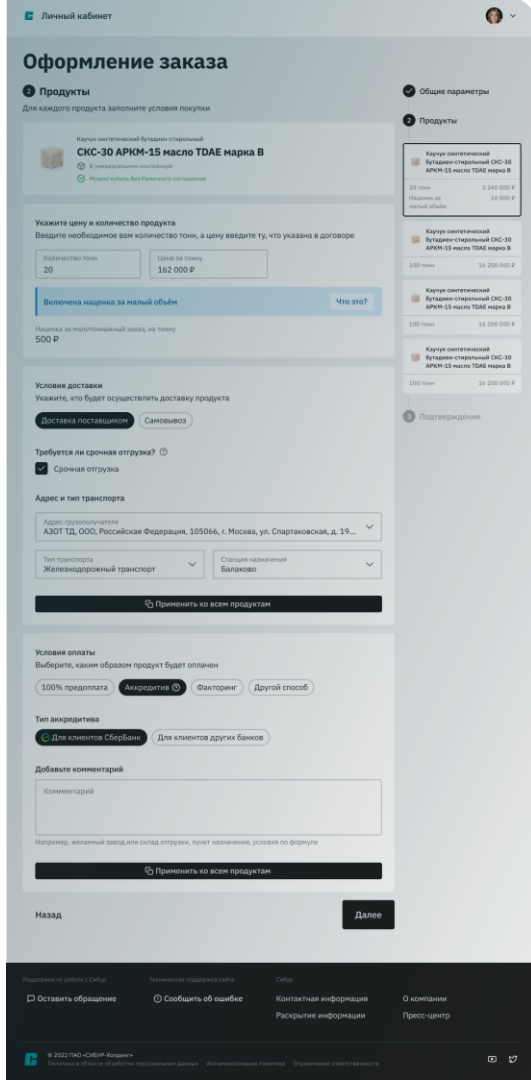 Личный кабинет
Оформление заказа
2 Продукты
Для каждого продукта заполните условия покупки
Каучук синтетический бутадиен-стирольный
СКС-30 АРКМ-15 масло TDAE марка В
В универсальном контейнере
Можно купить без Рамочного соглашения
Укажите цену и количество продукта
Введите необходимое вам количество тонн, а цену введите ту, что указана в договоре
Количество тонн
20
Цена за тонну
162 000 ₽
Включена наценка за малый объём
Что это?
Наценка за малотоннажный заказ, на тонну
500 ₽
Условия доставки
Укажите, кто будет осуществлять доставку продукта
Доставка поставщиком
Самовывоз
Требуется ли срочная отгрузка?
Срочная отгрузка
Адрес и тип транспорта
Адрес грузополучателя
АЗОТ ТД, ООО, Российская Федерация, 105066, г. Москва, ул. Спартаковская, д. 19...
Тип транспорта
Железнодорожный транспорт
Станция назначения
Балаково
Применить ко всем продуктам
Условия оплаты
Выберите, каким образом продукт будет оплачен
100% предоплата
Аккредитив
Факторинг
Другой способ
Тип аккредитива
Для клиентов СберБанк
Для клиентов других банков
Добавьте комментарий
Комментарий
Например, желаемый завод или склад отгрузки, пункт назначения, условия по формуле
Применить ко всем продуктам
Назад
Далее
Общие параметры
2 Продукты
Каучук синтетический
бутадиен-стирольный СКС-30
АРКМ-15 масло TDAE марка В
20 тонн
3 240 000 ₽
Наценка за
малый объём
10 000 ₽
Каучук синтетический
бутадиен-стирольный СКС-30
АРКМ-15 масло TDAE марка В
100 тонн
16 200 000 ₽
Каучук синтетический
бутадиен-стирольный СКС-30
АРКМ-15 масло TDAE марка В
100 тонн
16 200 000 ₽
Каучук синтетический
бутадиен-стирольный СКС-30
АРКМ-15 масло TDAE марка В
100 тонн
16 200 000 ₽
3 Подтверждение
Поддержка по работе с Сибур
Оставить обращение
Техническая поддержка сайта
Сообщить об ошибке
Сибур
Контактная информация
Раскрытие информации
О компании
Пресс-центр
© 2022 ПАО «СИБУР-Холдинг»
Политика в области обработки персональных данных
Антимонопольная политика
Ограничение ответственности